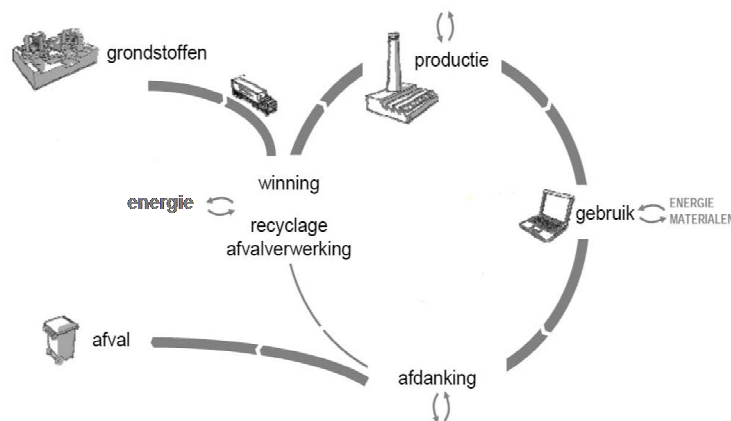 grondstoffen
productie
winning
energie
recyclage
afvalverwerking
gebruik
ENERGIE
MATERIALEN
afval
afdanking